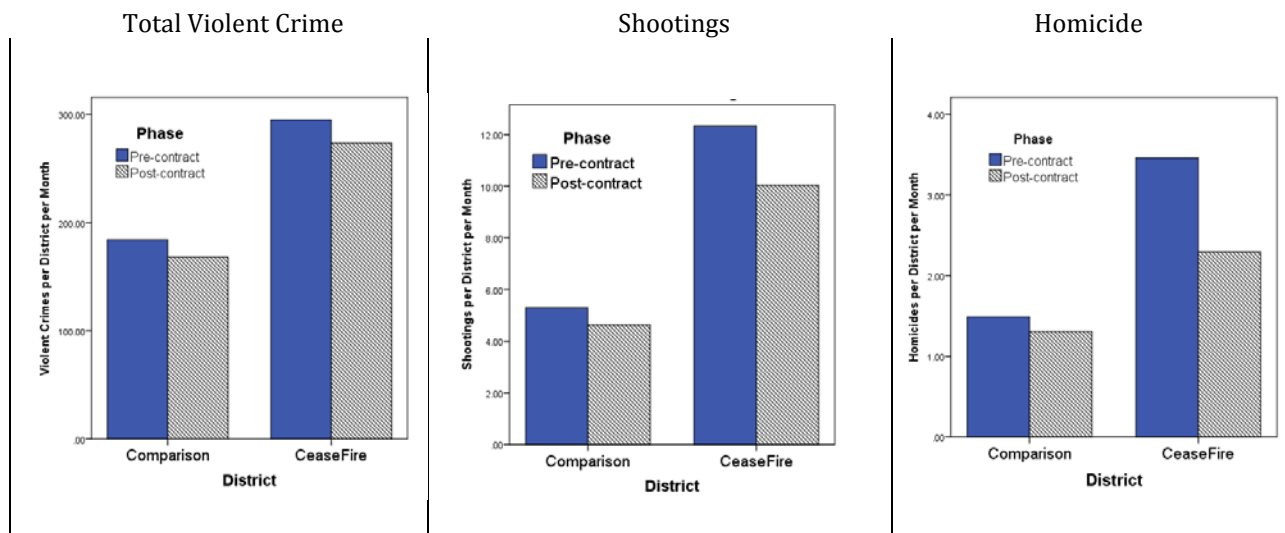 Total Violent Crime
300.00
200.00
100.00
.00
Violent Crimes per District per Month
Phase
Pre-contract
Post-contract
Comparison
CeaseFire
District
Shootings
12.00
10.00
8.00
6.00
4.00
2.00
.00
Shootings per District per Month
Phase
Pre-contract
Post-contract
Comparison
CeaseFire
District
Homicide
4.00
3.00
2.00
1.00
.00
Homicides per District per Month
Phase
Pre-contract
Post-contract
Comparison
CeaseFire
District